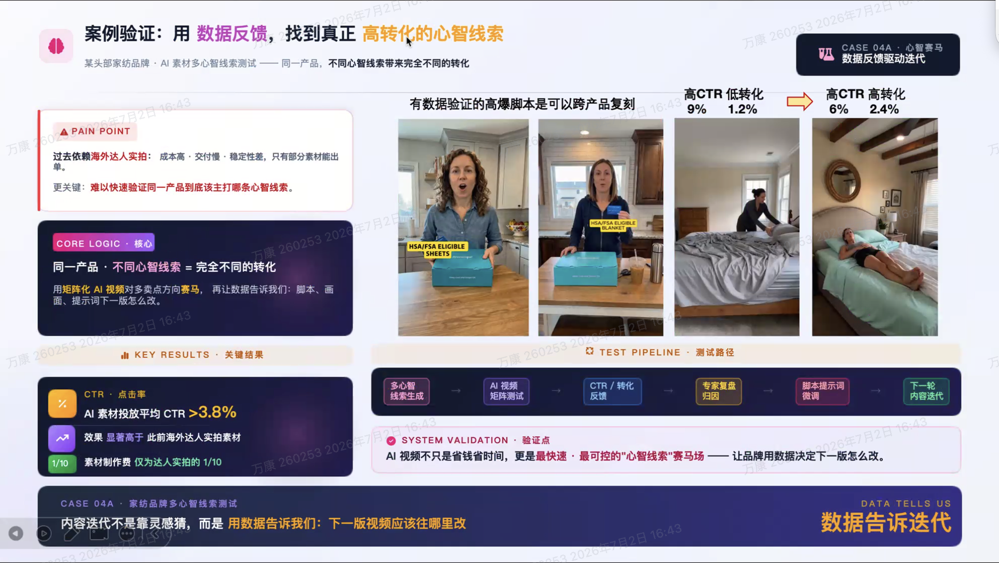 案例验证：用 数据反馈，找到真正 高转化的心智线索
某头部家纺品牌 · AI 素材多心智线索测试 —— 同一产品，不同心智线索带来完全不同的转化
CASE 04A · 心智赛马
数据反馈驱动迭代
PAIN POINT
过去依赖海外达人实拍： 成本高 · 交付慢 · 稳定性差，只有部分素材能出
单。
更关键：难以快速验证同一产品到底该主打哪条心智线索。
CORE LOGIC · 核心
同一产品 · 不同心智线索 = 完全不同的转化
用矩阵化 AI 视频对多卖点方向赛马， 再让数据告诉我们：脚本、画
面、提示词下一版怎么改。
KEY RESULTS · 关键结果
CTR · 点击率
AI 素材投放平均 CTR >3.8%
效果 显著高于 此前海外达人实拍素材
1/10
素材制作费 仅为达人实拍的 1/10
有数据验证的高爆脚本是可以跨产品复刻
高CTR 低转化
9% 1.2%
高CTR 高转化
6% 2.4%
HSA/FSA ELIGIBLE
SHEETS
HSA/FSA ELIGIBLE
BLANKET
TEST PIPELINE · 测试路径
多心智
线索生成
→
AI 视频
矩阵测试
→
CTR / 转化
反馈
→
专家复盘
归因
→
脚本提示词
微调
→
下一轮
内容迭代
SYSTEM VALIDATION · 验证点
AI 视频不只是省钱省时间，更是最快速 · 最可控的"心智线索"赛马场 —— 让品牌用数据决定下一版怎么改。
CASE 04A · 家纺品牌多心智线索测试
内容迭代不是靠灵感猜，而是 用数据告诉我们：下一版视频应该往哪里改
DATA TELLS US
数据告诉迭代
万康 260253 2026年7月2日 16:43